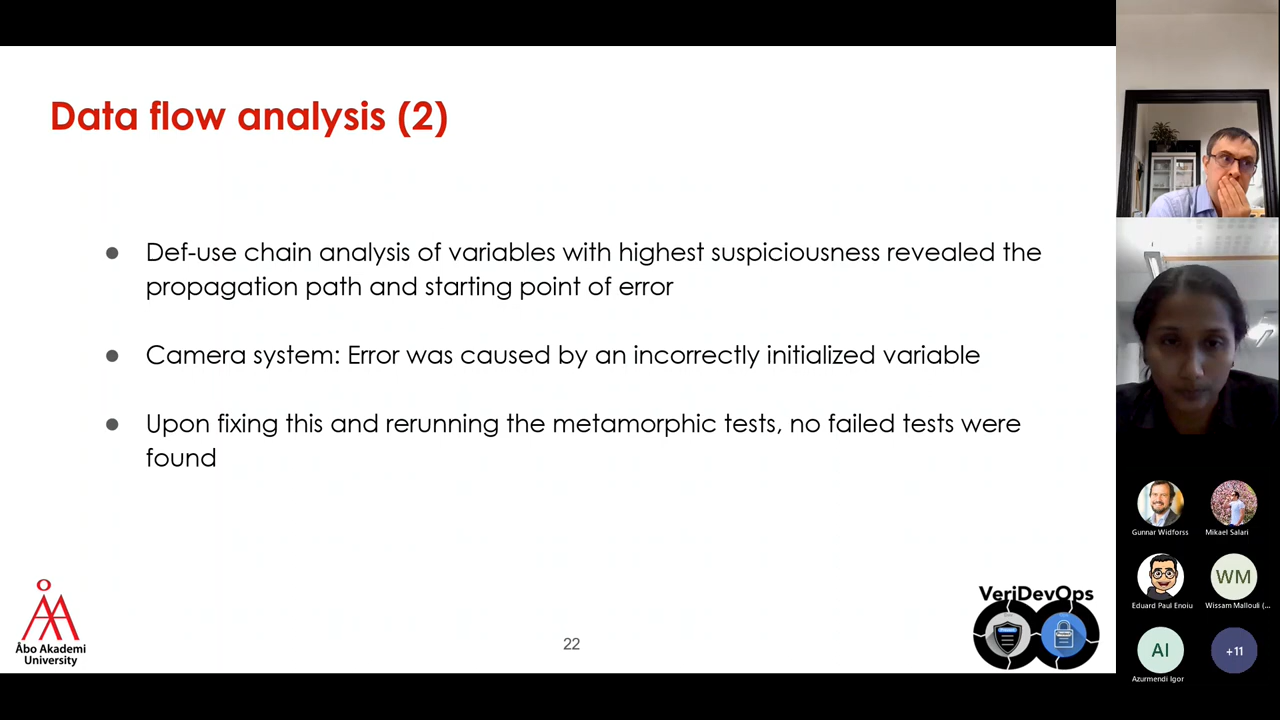 Data flow analysis (2)
● Def-use chain analysis of variables with highest suspiciousness revealed the
propagation path and starting point of error
● Camera system: Error was caused by an incorrectly initialized variable
● Upon fixing this and rerunning the metamorphic tests, no failed tests were
found
Åbo Akademi
University
22
VeriDevOps
Gunnar Widforss
Mikael Salari
Eduard Paul Enoiu
WM
Wissam Mallouli (...
AI
Azurmendi Igor
+11